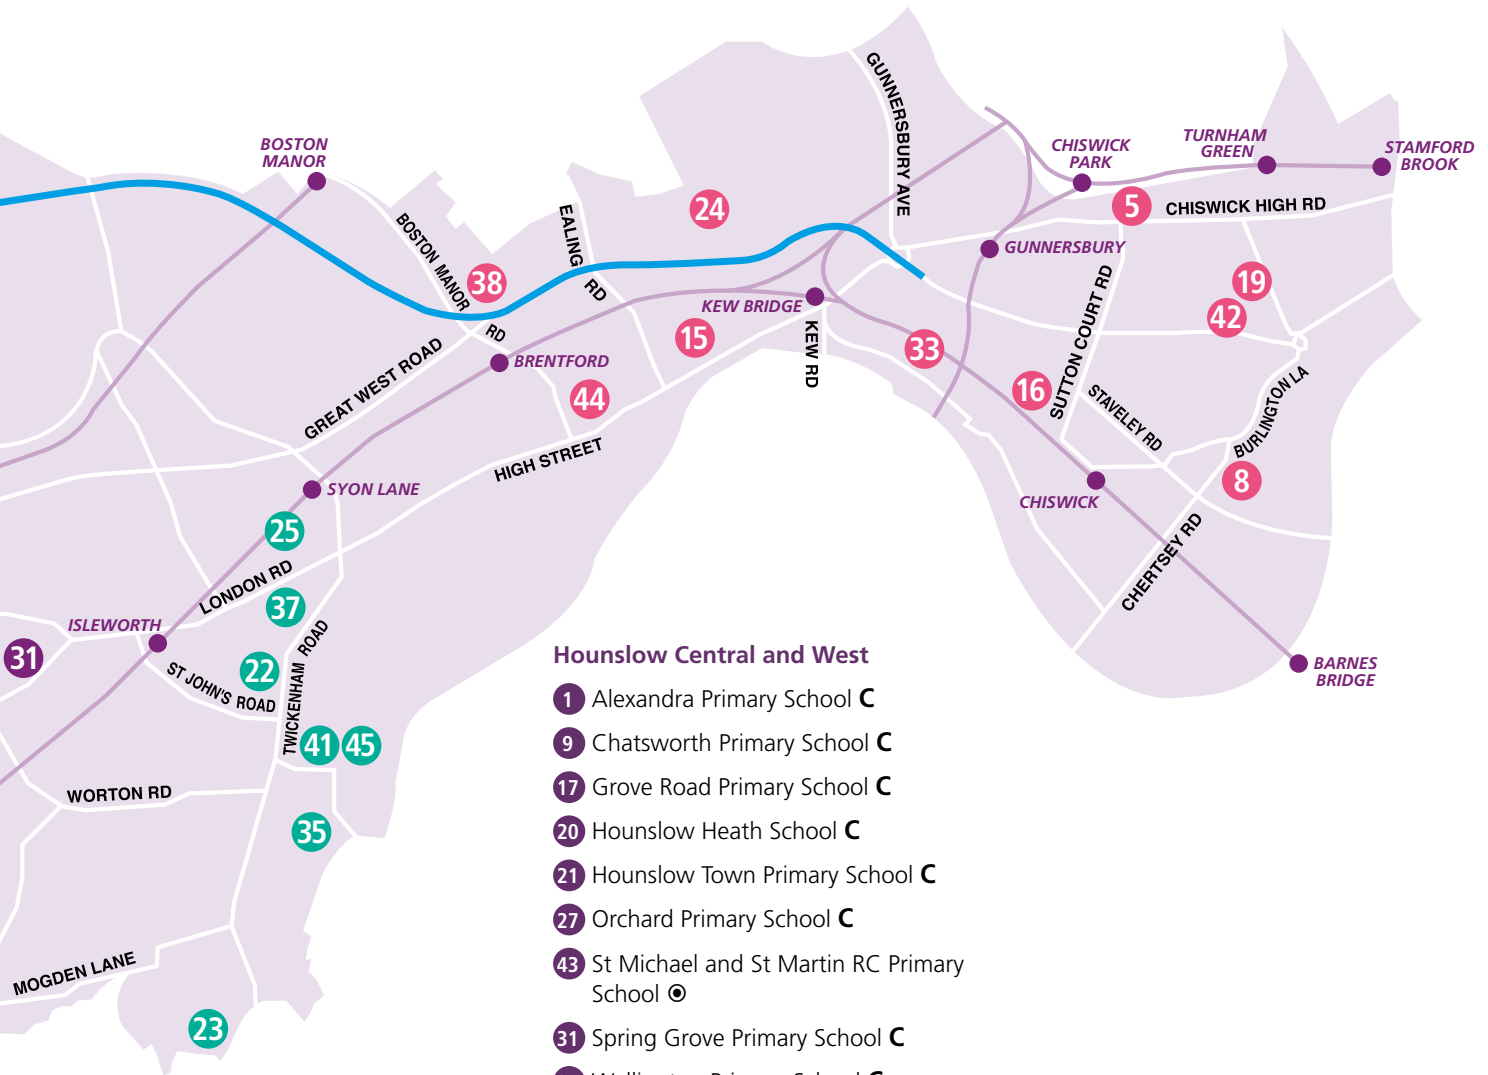 GUNNERSBURY AVE
BOSTON
MANOR
CHISWICK
PARK
TURNHAM
GREEN
STAMFORD
BROOK
24
5
CHISWICK HIGH RD
EALING RD
BOSTON MANOR RD
GUNNERSBURY
38
19
KEW BRIDGE
42
15
KEW RD
33
SUTTON COURT RD
BRENTFORD
GREAT WEST ROAD
44
16
STAVELEY RD
BURLINGTON LA
HIGH STREET
8
SYON LANE
CHISWICK
25
CHERTSEY RD
LONDON RD
37
ISLEWORTH
31
22
ST JOHN'S ROAD
TWICKENHAM ROAD
BARNES
BRIDGE
41
45
WORTON RD
35
MOGDEN LANE
23
Hounslow Central and West
1 Alexandra Primary School C
9 Chatsworth Primary School C
17 Grove Road Primary School C
20 Hounslow Heath School C
21 Hounslow Town Primary School C
27 Orchard Primary School C
43 St Michael and St Martin RC Primary
School
31 Spring Grove Primary School C